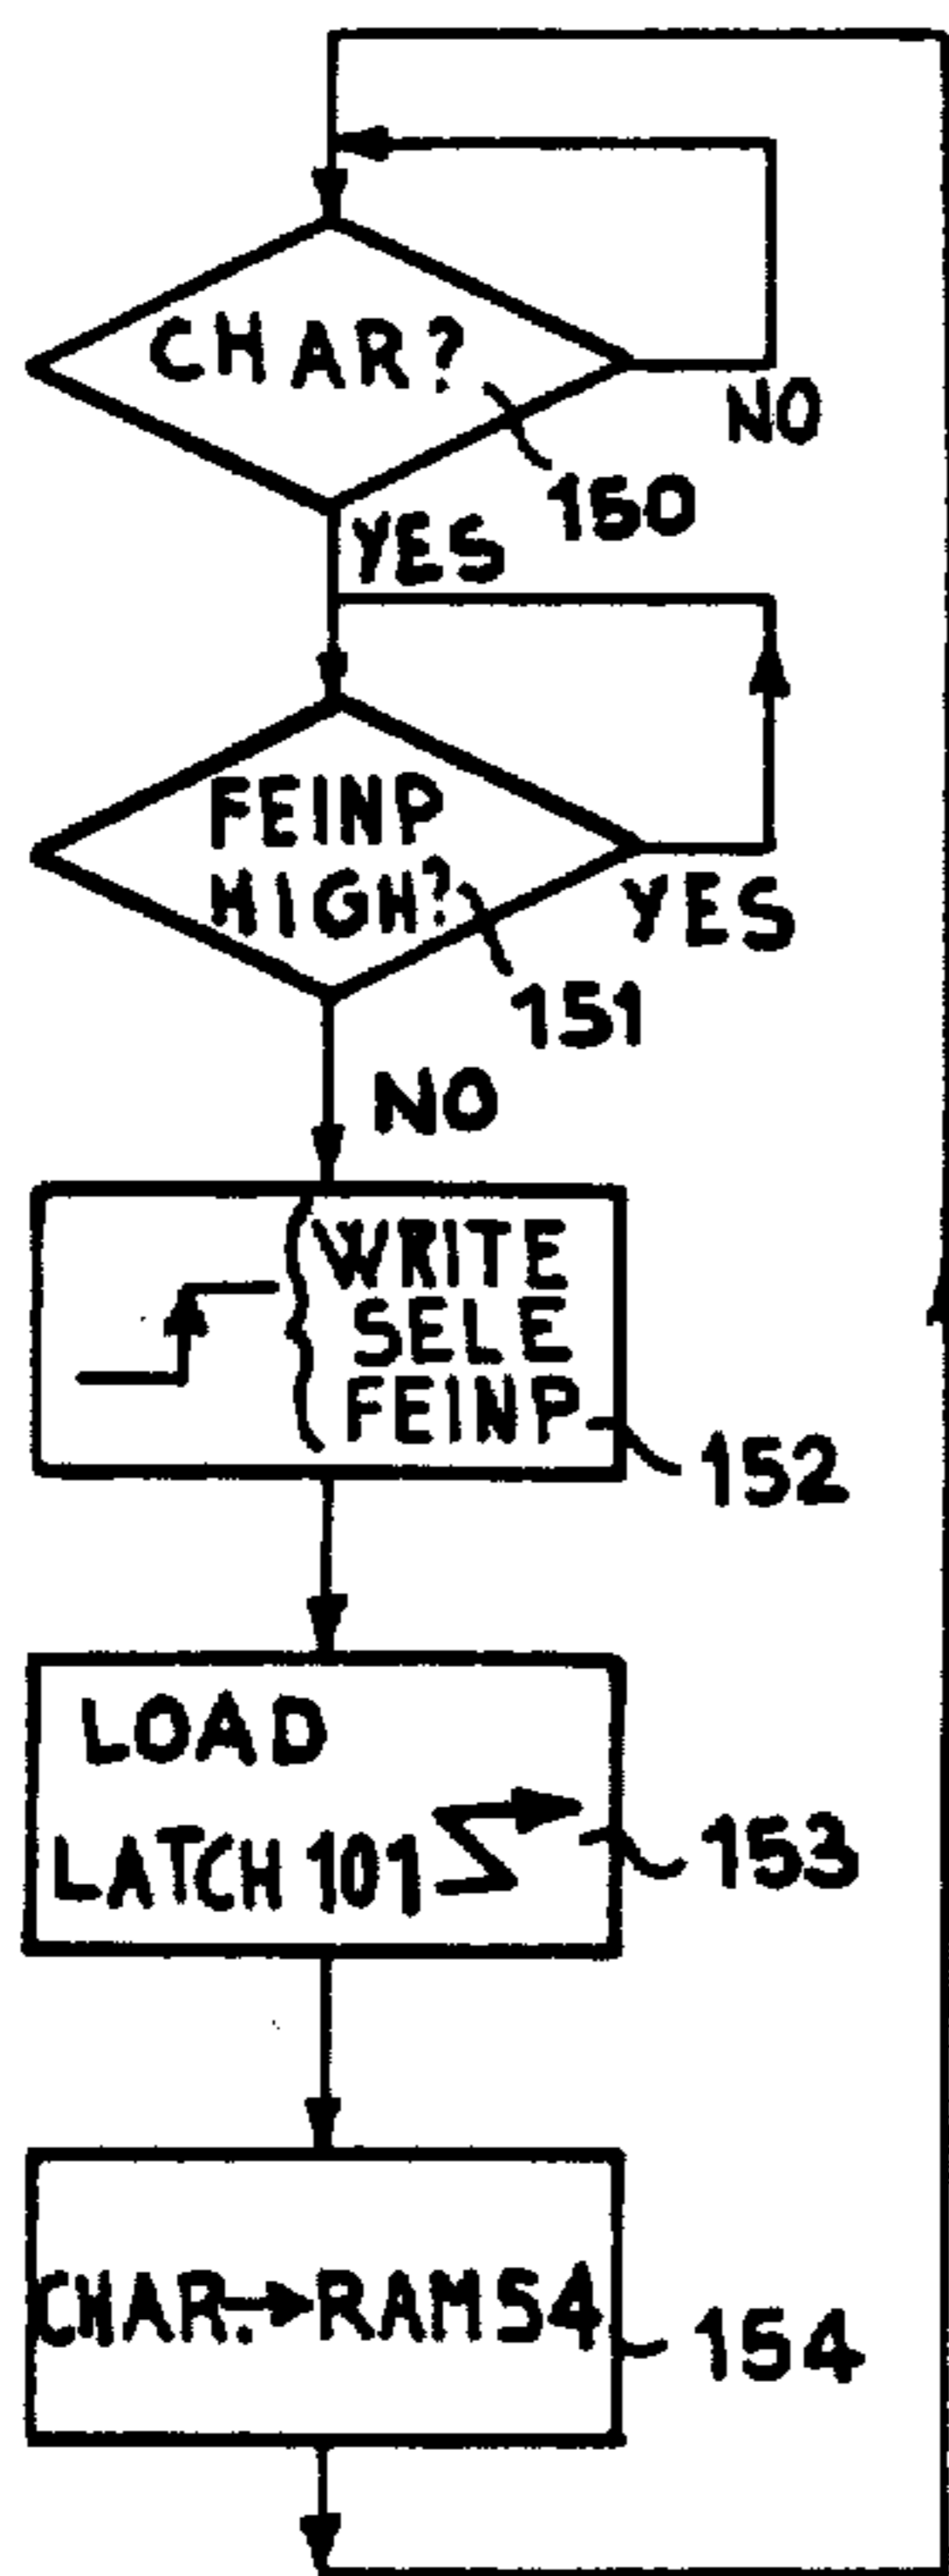 CHAR?
NO
150
YES
FEINP
HIGH?
YES
151
NO
WRITE
SELE
FEINP
152
LOAD
LATCH 101
153
CHAR.→RAM54
154